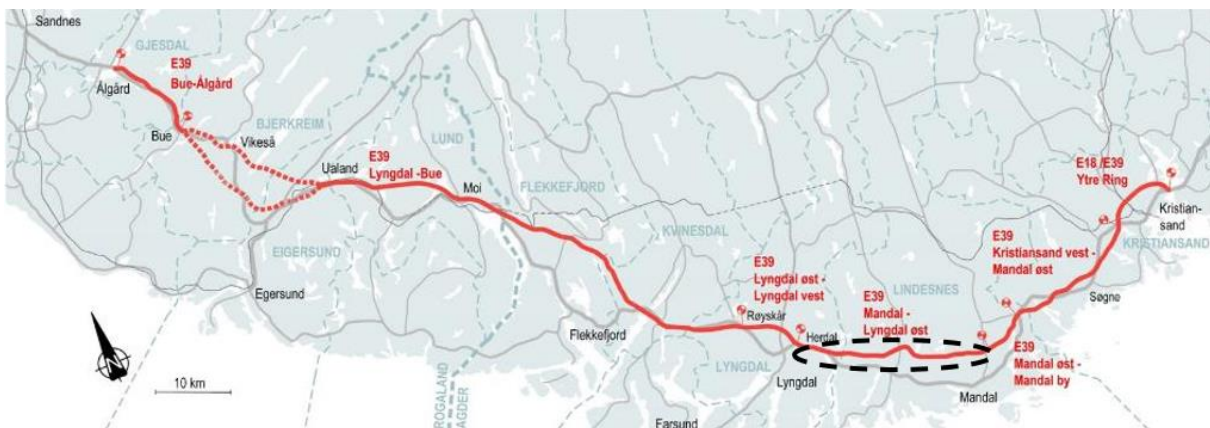 Sandnes
GJESDAL
E39
Bue-Ålgård
Ålgård
Bue
BJERKREIM
Vikeså
Ualand
E39
Lyngdal -Bue
LUND
Moi
FLEKKEFJORD
KVINESDAL
EIGERSUND
Egersund
Flekkefjord
E39
Lyngdal øst -
Lyngdal vest
Røyskår
Herdal
E39
Mandal -
Lyngdal øst
LINDESNES
E39
Kristiansand vest -
Mandal øst
E18 /E39
Ytre Ring
Kristian-
sand
KRISTIANSAND
Søgne
E39
Mandal øst -
Mandal by
LYNGDAL
Lyngdal
Mandal
Farsund
ROGALAND
AGDER
10 km